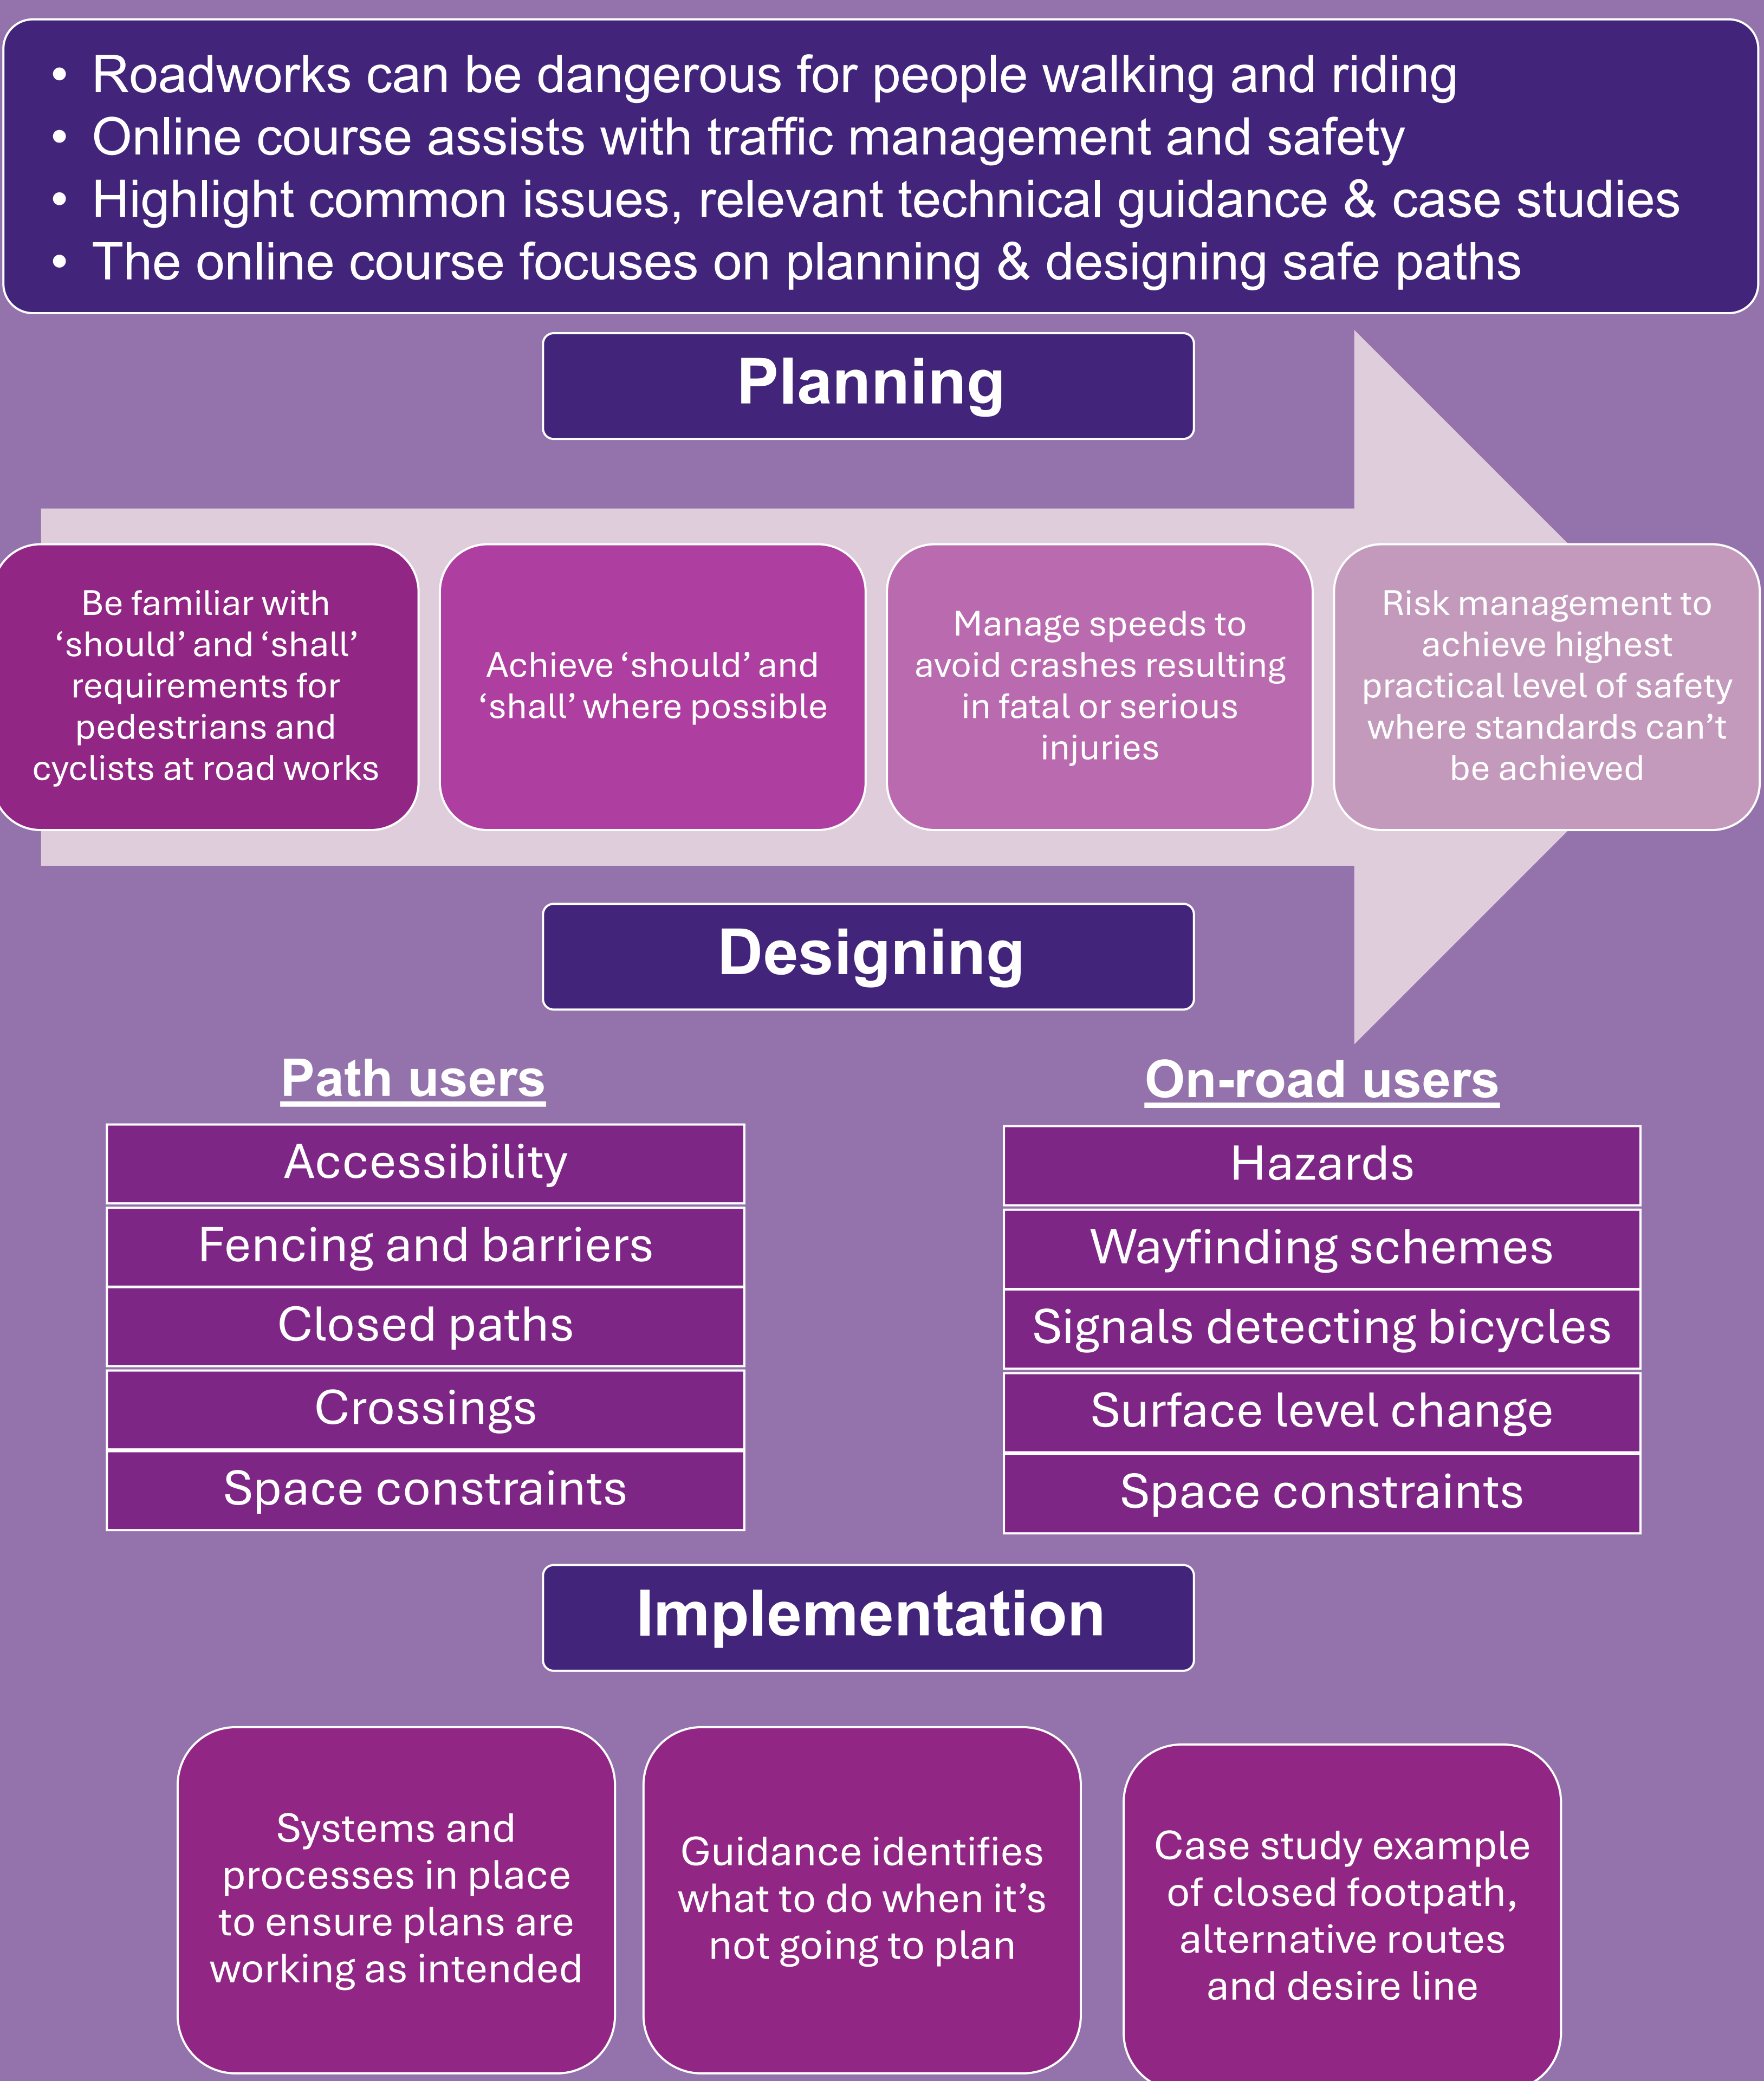 • Roadworks can be dangerous for people walking and riding
• Online course assists with traffic management and safety
• Highlight common issues, relevant technical guidance & case studies
• The online course focuses on planning & designing safe paths
Planning
Be familiar with
‘should’ and ‘shall’
requirements for
pedestrians and
cyclists at road works
Achieve ‘should’ and
‘shall’ where possible
Manage speeds to
avoid crashes resulting
in fatal or serious
injuries
Risk management to
achieve highest
practical level of safety
where standards can’t
be achieved
Designing
Path users
Accessibility
Fencing and barriers
Closed paths
Crossings
Space constraints
On-road users
Hazards
Wayfinding schemes
Signals detecting bicycles
Surface level change
Space constraints
Implementation
Systems and
processes in place
to ensure plans are
working as intended
Guidance identifies
what to do when it’s
not going to plan
Case study example
of closed footpath,
alternative routes
and desire line